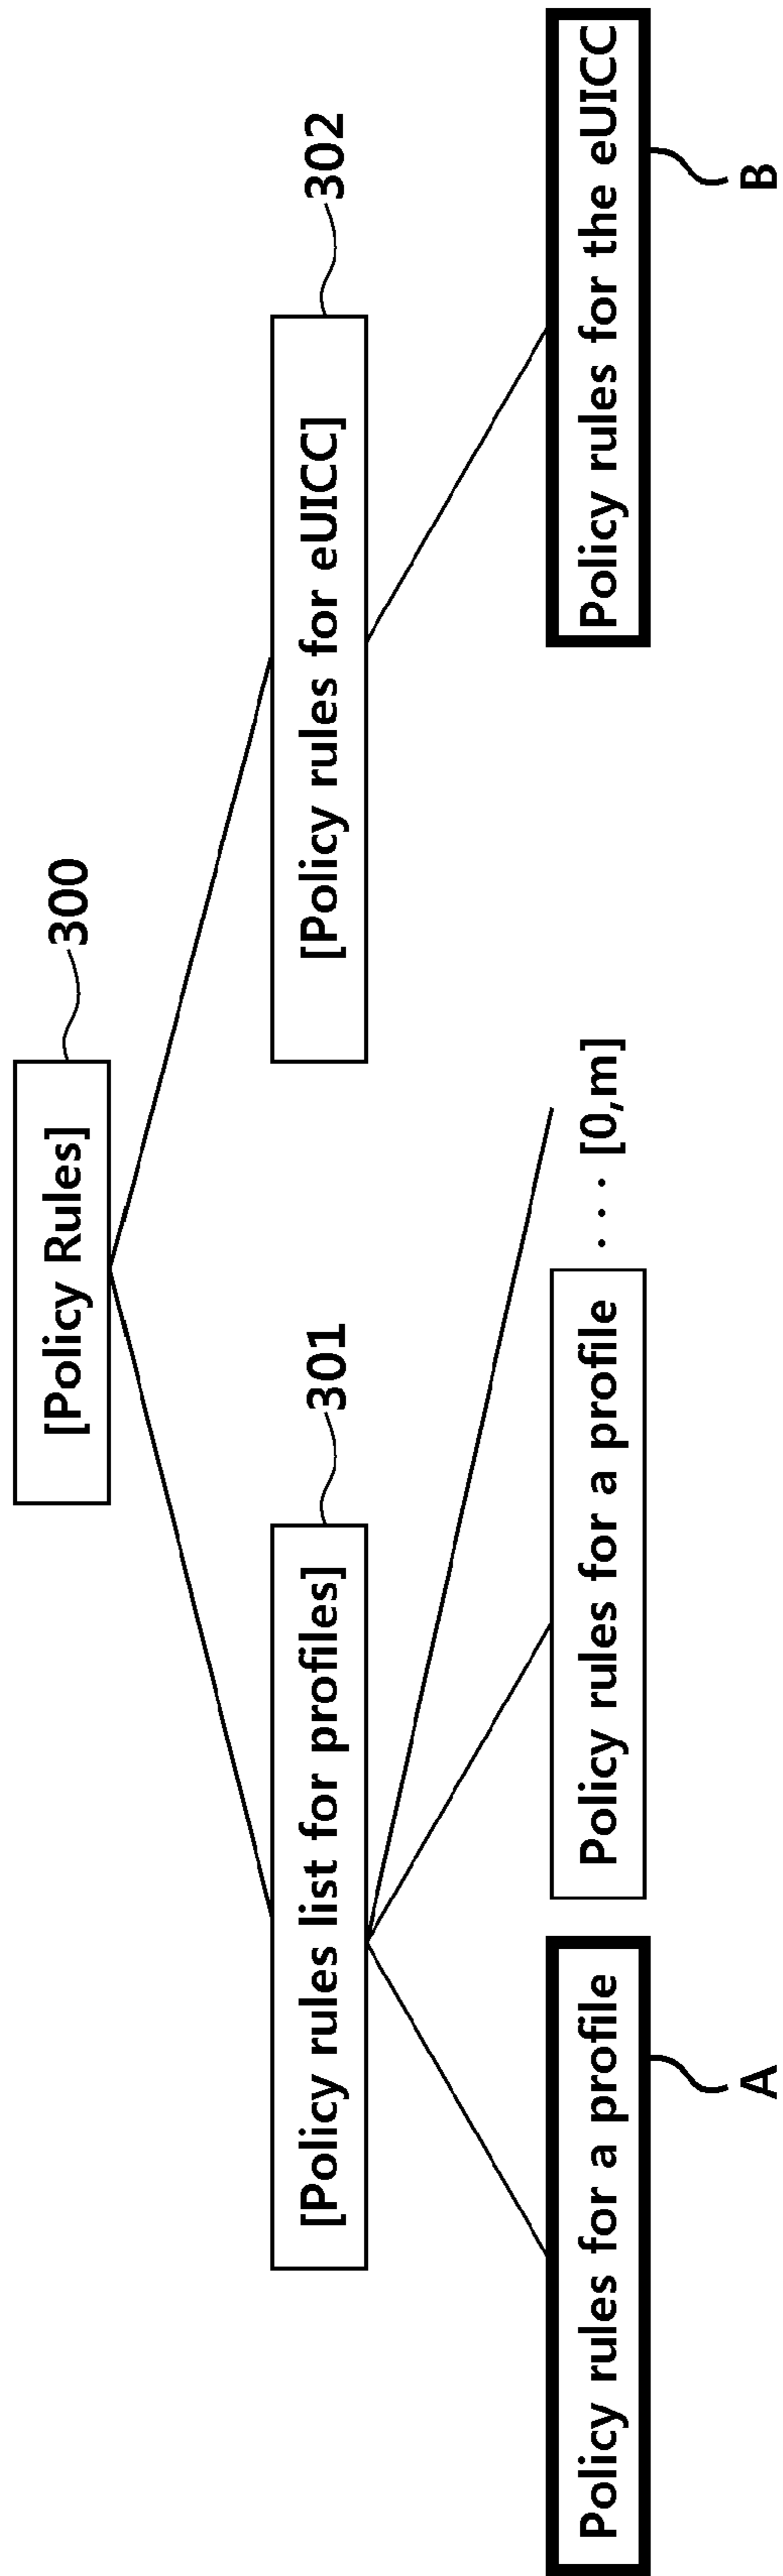 [Policy Rules]
300
[Policy rules list for profiles]
301
[Policy rules for eUICC]
302
Policy rules for a profile
Policy rules for a profile
· · · [0,m]
Policy rules for the eUICC
A
B